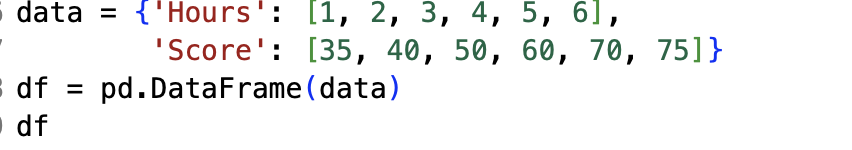 data = {'Hours': [1, 2, 3, 4, 5, 6],
'Score': [35, 40, 50, 60, 70, 75]}
df = pd.DataFrame(data)
df